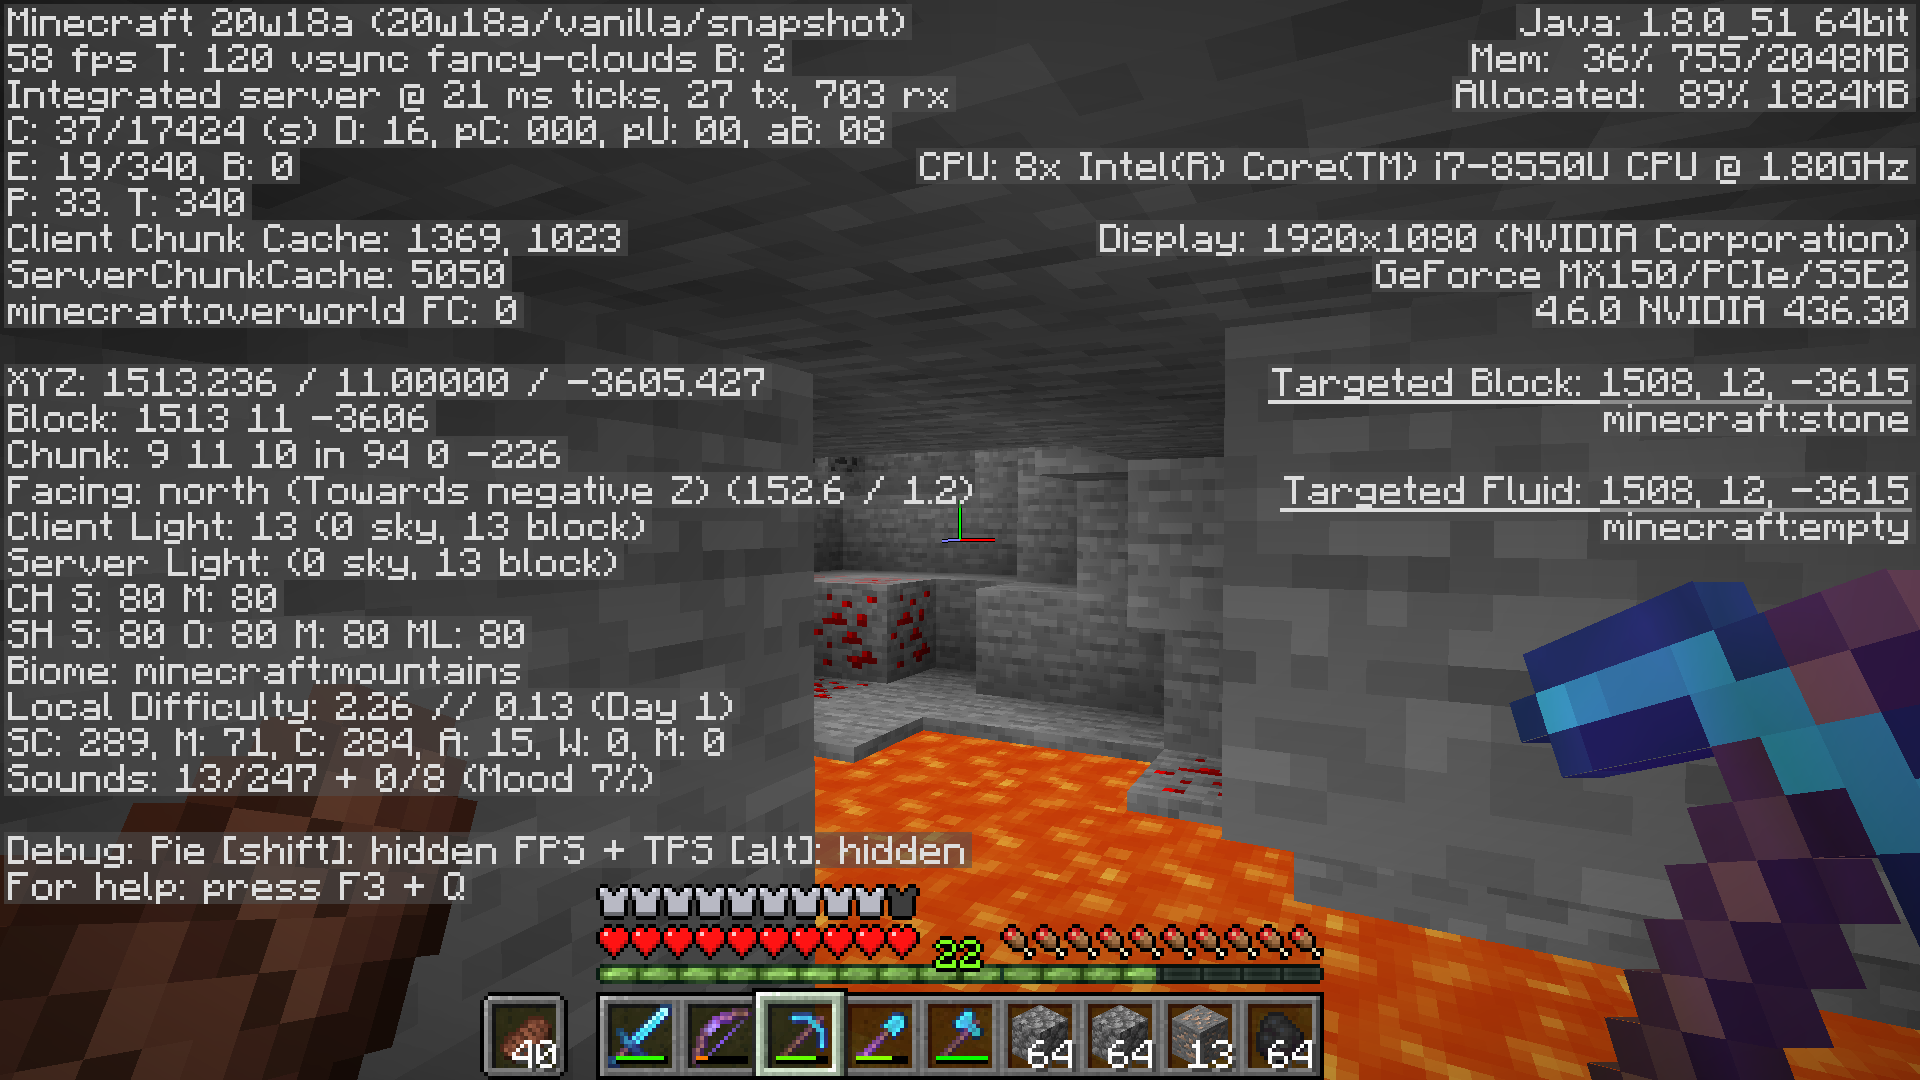 Minecraft 20w18a (20w18a/vanilla/snapshot)
58 fps T: 120 vsync fancy-clouds B: 2
Integrated server @ 21 ms ticks, 27 tx, 703 rx
C: 37/17424 (s) D: 16, pC: 000, pU: 00, aB: 08
E: 19/340, B: 0
P: 33. T: 340
Client Chunk Cache: 1369, 1023
ServerChunkCache: 5050
minecraft:overworld FC: 0
XYZ: 1513.236 / 11.00000 / -3605.427
Block: 1513 11 -3606
Chunk: 9 11 10 in 94 0 -226
Facing: north (Towards negative Z) (152.6 / 1.2)
Client Light: 13 (0 sky, 13 block)
Server Light: (0 sky, 13 block)
CH S: 80 M: 80
SH S: 80 O: 80 M: 80 ML: 80
Biome: minecraft:mountains
Local Difficulty: 2.26 // 0.13 (Day 1)
SC: 289, M: 71, C: 284, A: 15, W: 0, M: 0
Sounds: 13/247 + 0/8 (Mood 7%)
Debug: Pie [shift]: hidden FPS + TPS [alt]: hidden
For help: press F3 + Q
Java: 1.8.0_51 64bit
Mem: 36% 755/2048MB
Allocated: 89% 1824MB
CPU: 8x Intel(R) Core(TM) i7-8550U CPU @ 1.80GHz
Display: 1920x1080 (NVIDIA Corporation)
GeForce MX150/PCIe/SSE2
4.6.0 NVIDIA 436.30
Targeted Block: 1508, 12, -3615
minecraft:stone
Targeted Fluid: 1508, 12, -3615
minecraft:empty
22
40
64
64
13
64